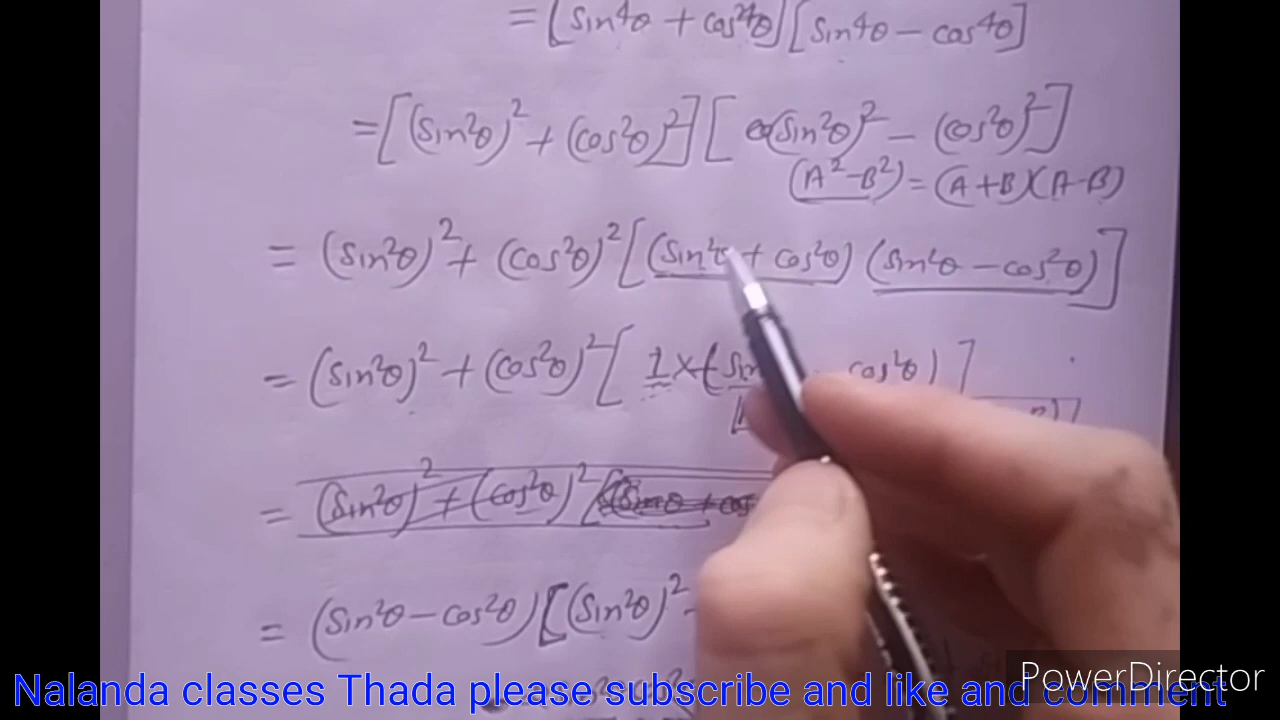 = [sin⁴θ + cos⁴θ] [sin⁴θ − cos⁴θ]
= [(sin²θ)² + (cos²θ)²] [(sin²θ)² − (cos²θ)²]
(A² − B²) = (A + B)(A − B)
= (sin²θ)² + (cos²θ)² [(sin²θ + cos²θ) (sin²θ − cos²θ)]
= (sin²θ)² + (cos²θ)² [1 × (sin cos²θ)]
= (sin²θ)² + (cos²θ)²
= (sin²θ − cos²θ) [(sin²θ)²
PowerDirector
Nalanda classes Thada please subscribe and like and comment